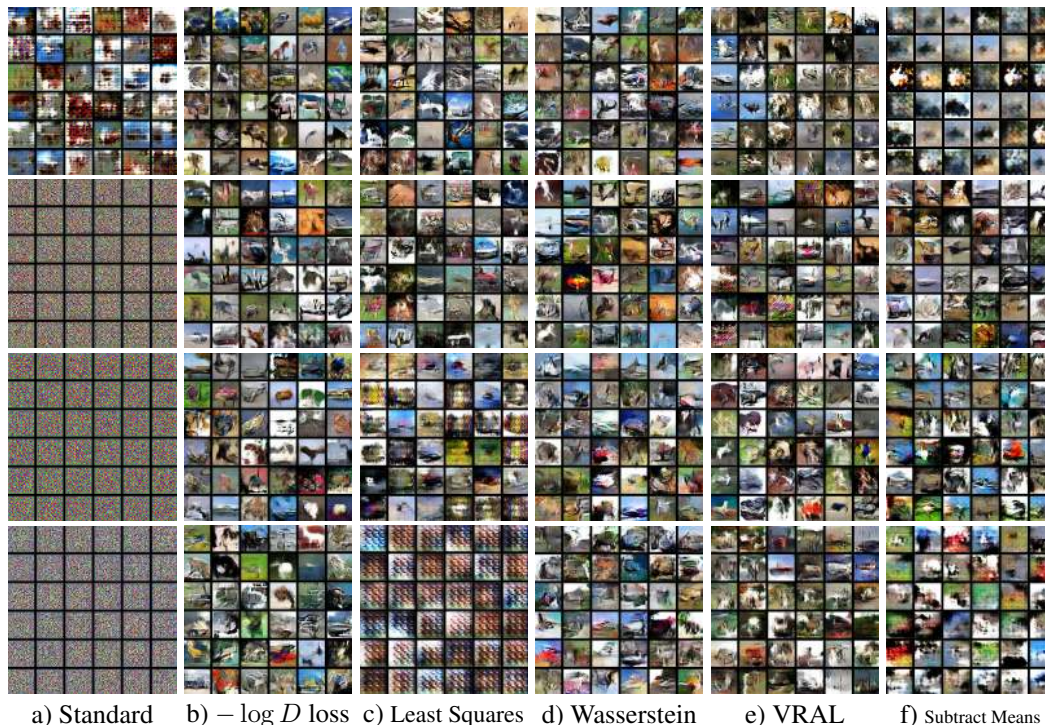 a) Standard b) − log D loss c) Least Squares d) Wasserstein e) VRAL f) Subtract Means